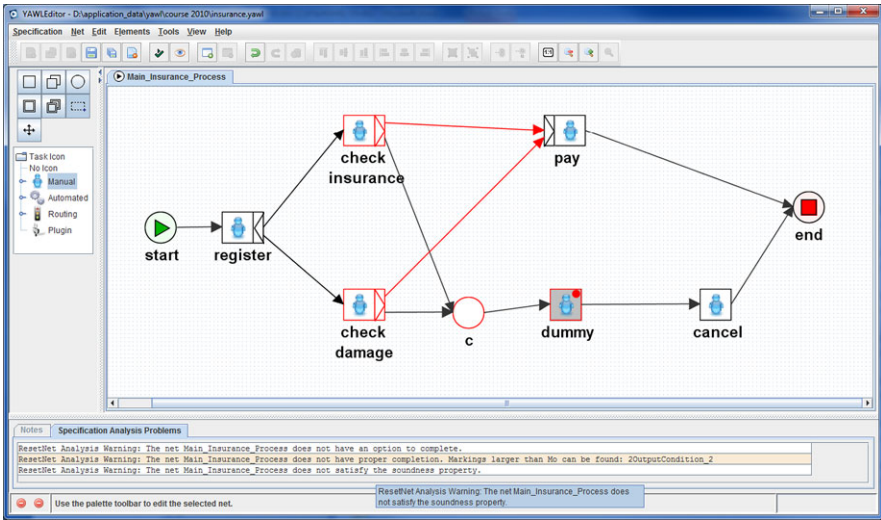 YAWLEditor - D:\application_data\yawl\course 2010\insurance.yawl
Specification Net Edit Elements Tools View Help
Main_Insurance_Process
Task Icon
No Icon
Manual
Automated
Routing
Plugin
start
register
check
insurance
check
damage
pay
c
dummy
cancel
end
Notes Specification Analysis Problems
ResetNet Analysis Warning: The net Main_Insurance_Process does not have an option to complete.
ResetNet Analysis Warning: The net Main_Insurance_Process does not have proper completion. Markings larger than Mo can be found: 2OutputCondition_2
ResetNet Analysis Warning: The net Main_Insurance_Process does not satisfy the soundness property.
Use the palette toolbar to edit the selected net.
ResetNet Analysis Warning: The net Main_Insurance_Process does
not satisfy the soundness property.